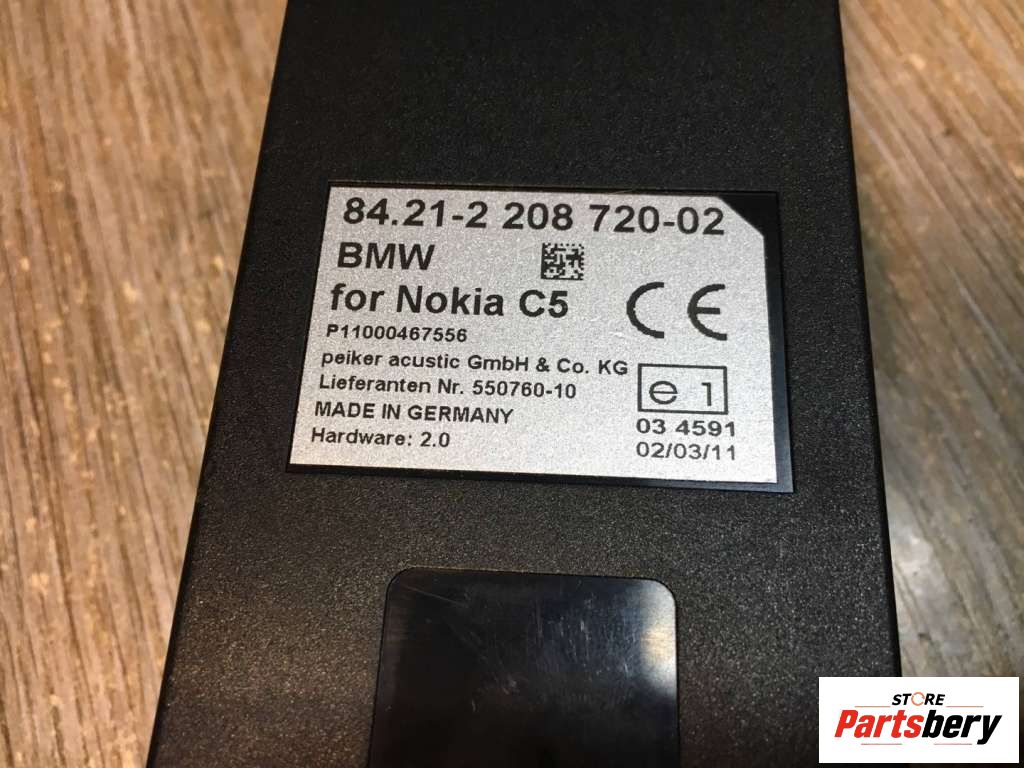 84.21-2 208 720-02
BMW
for Nokia C5
P11000467556
peiker acustic GmbH & Co. KG
Lieferanten Nr. 550760-10
MADE IN GERMANY
Hardware: 2.0
CE
e 1
03 4591
02/03/11
STORE
Partsbery